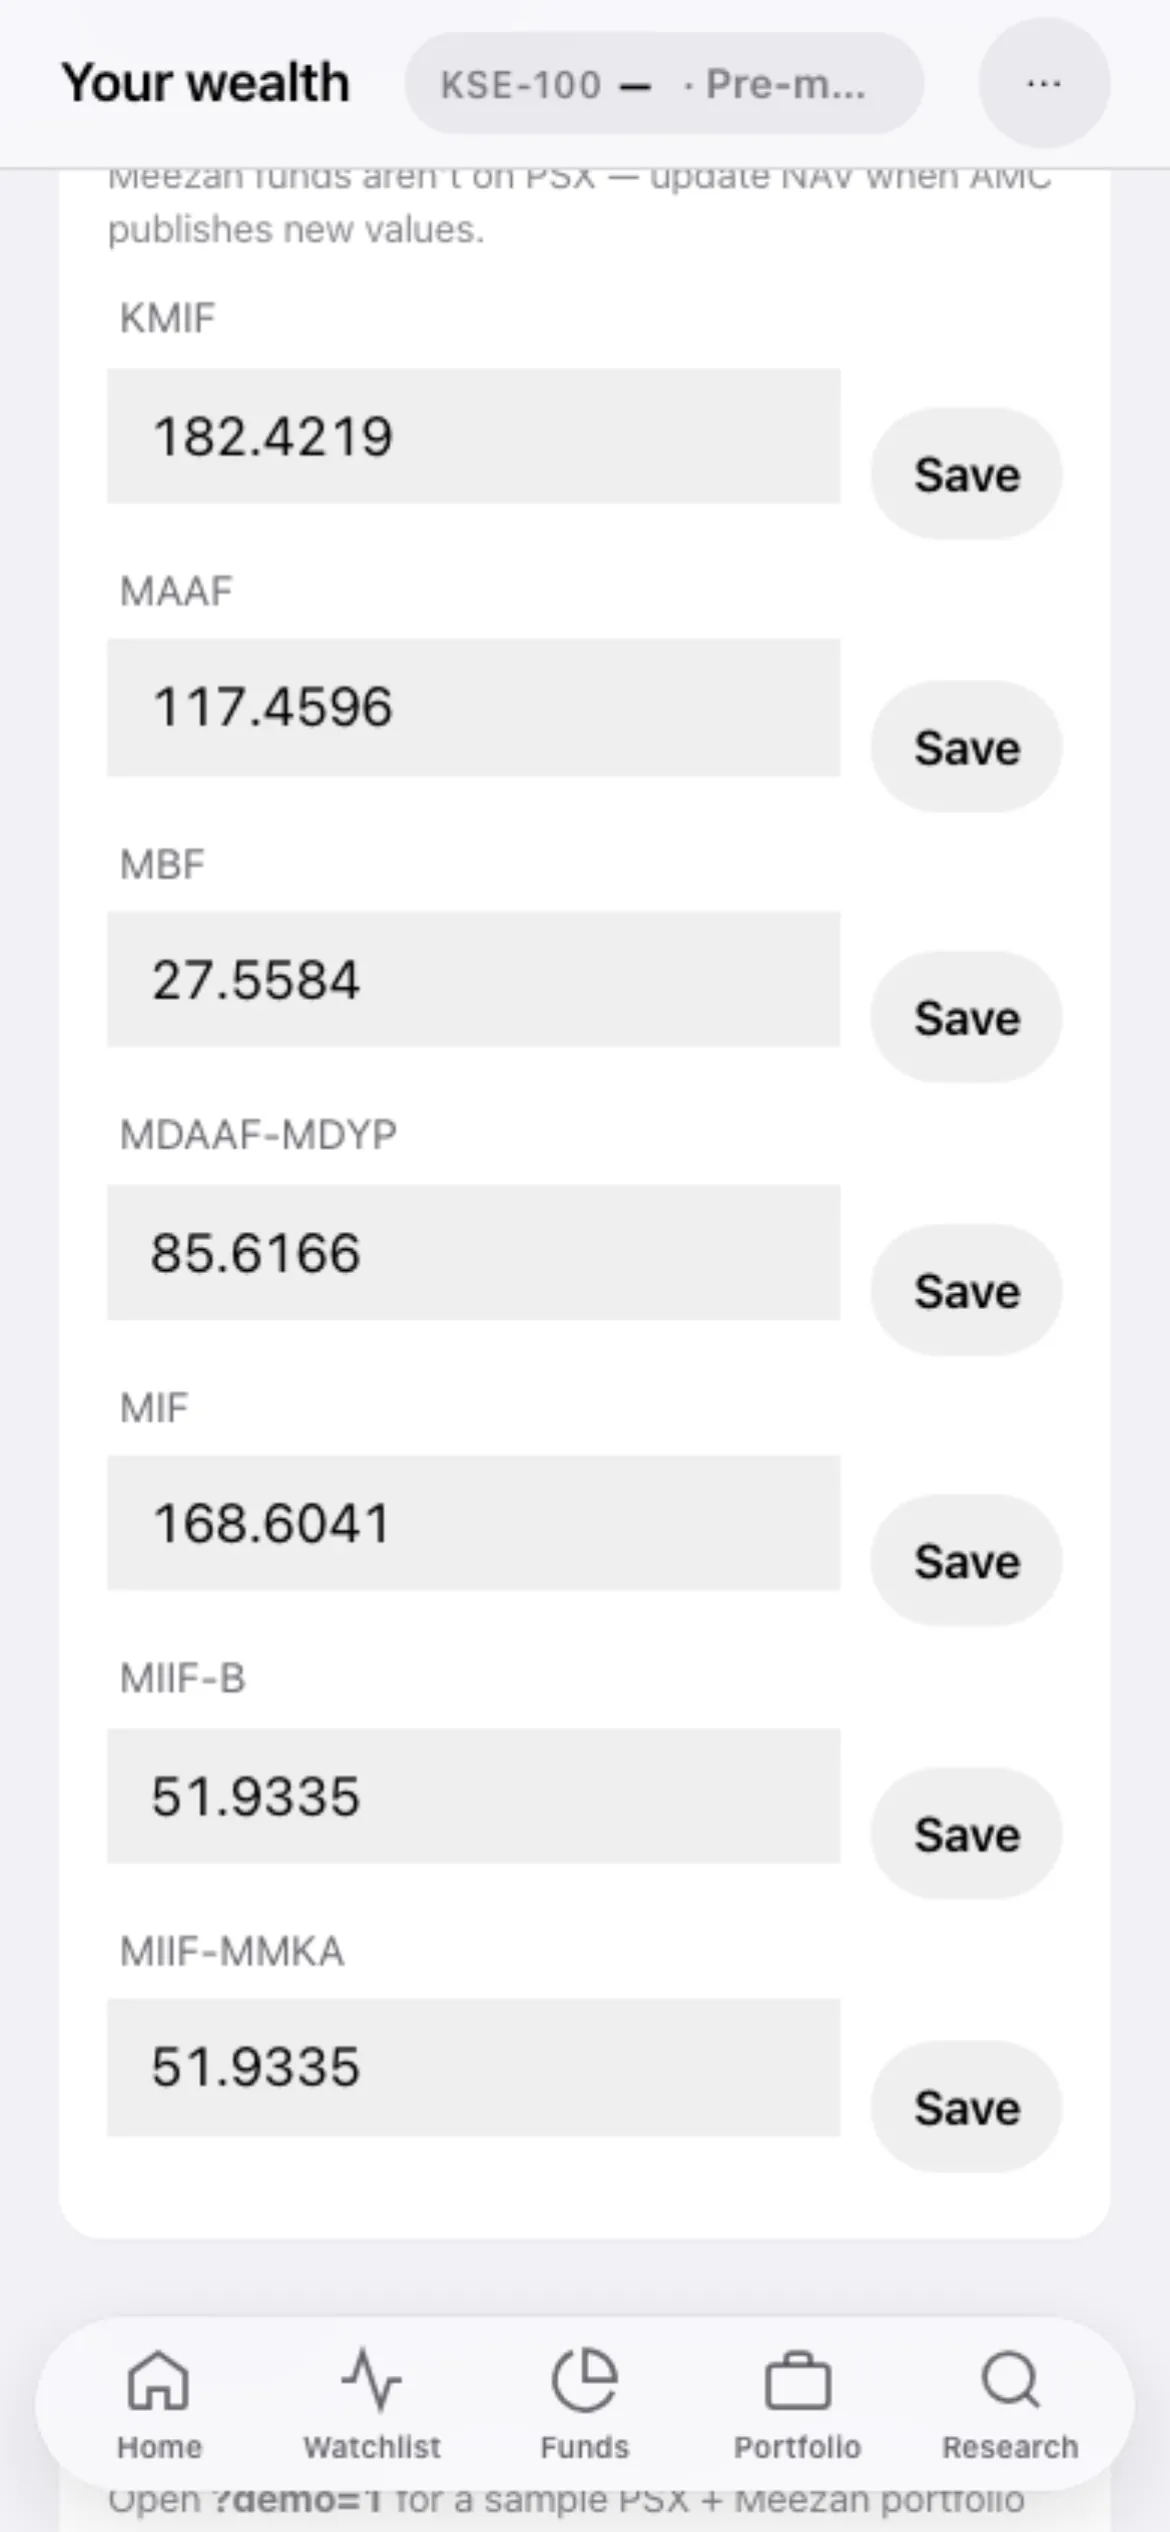 Your wealth
KSE-100 — · Pre-m...
...
Meezan funds aren't on PSX — update NAV when AMC
publishes new values.
KMIF
182.4219
Save
MAAF
117.4596
Save
MBF
27.5584
Save
MDAAF-MDYP
85.6166
Save
MIF
168.6041
Save
MIIF-B
51.9335
Save
MIIF-MMKA
51.9335
Save
Home
Watchlist
Funds
Portfolio
Research
Open ?demo=1 for a sample PSX + Meezan portfolio